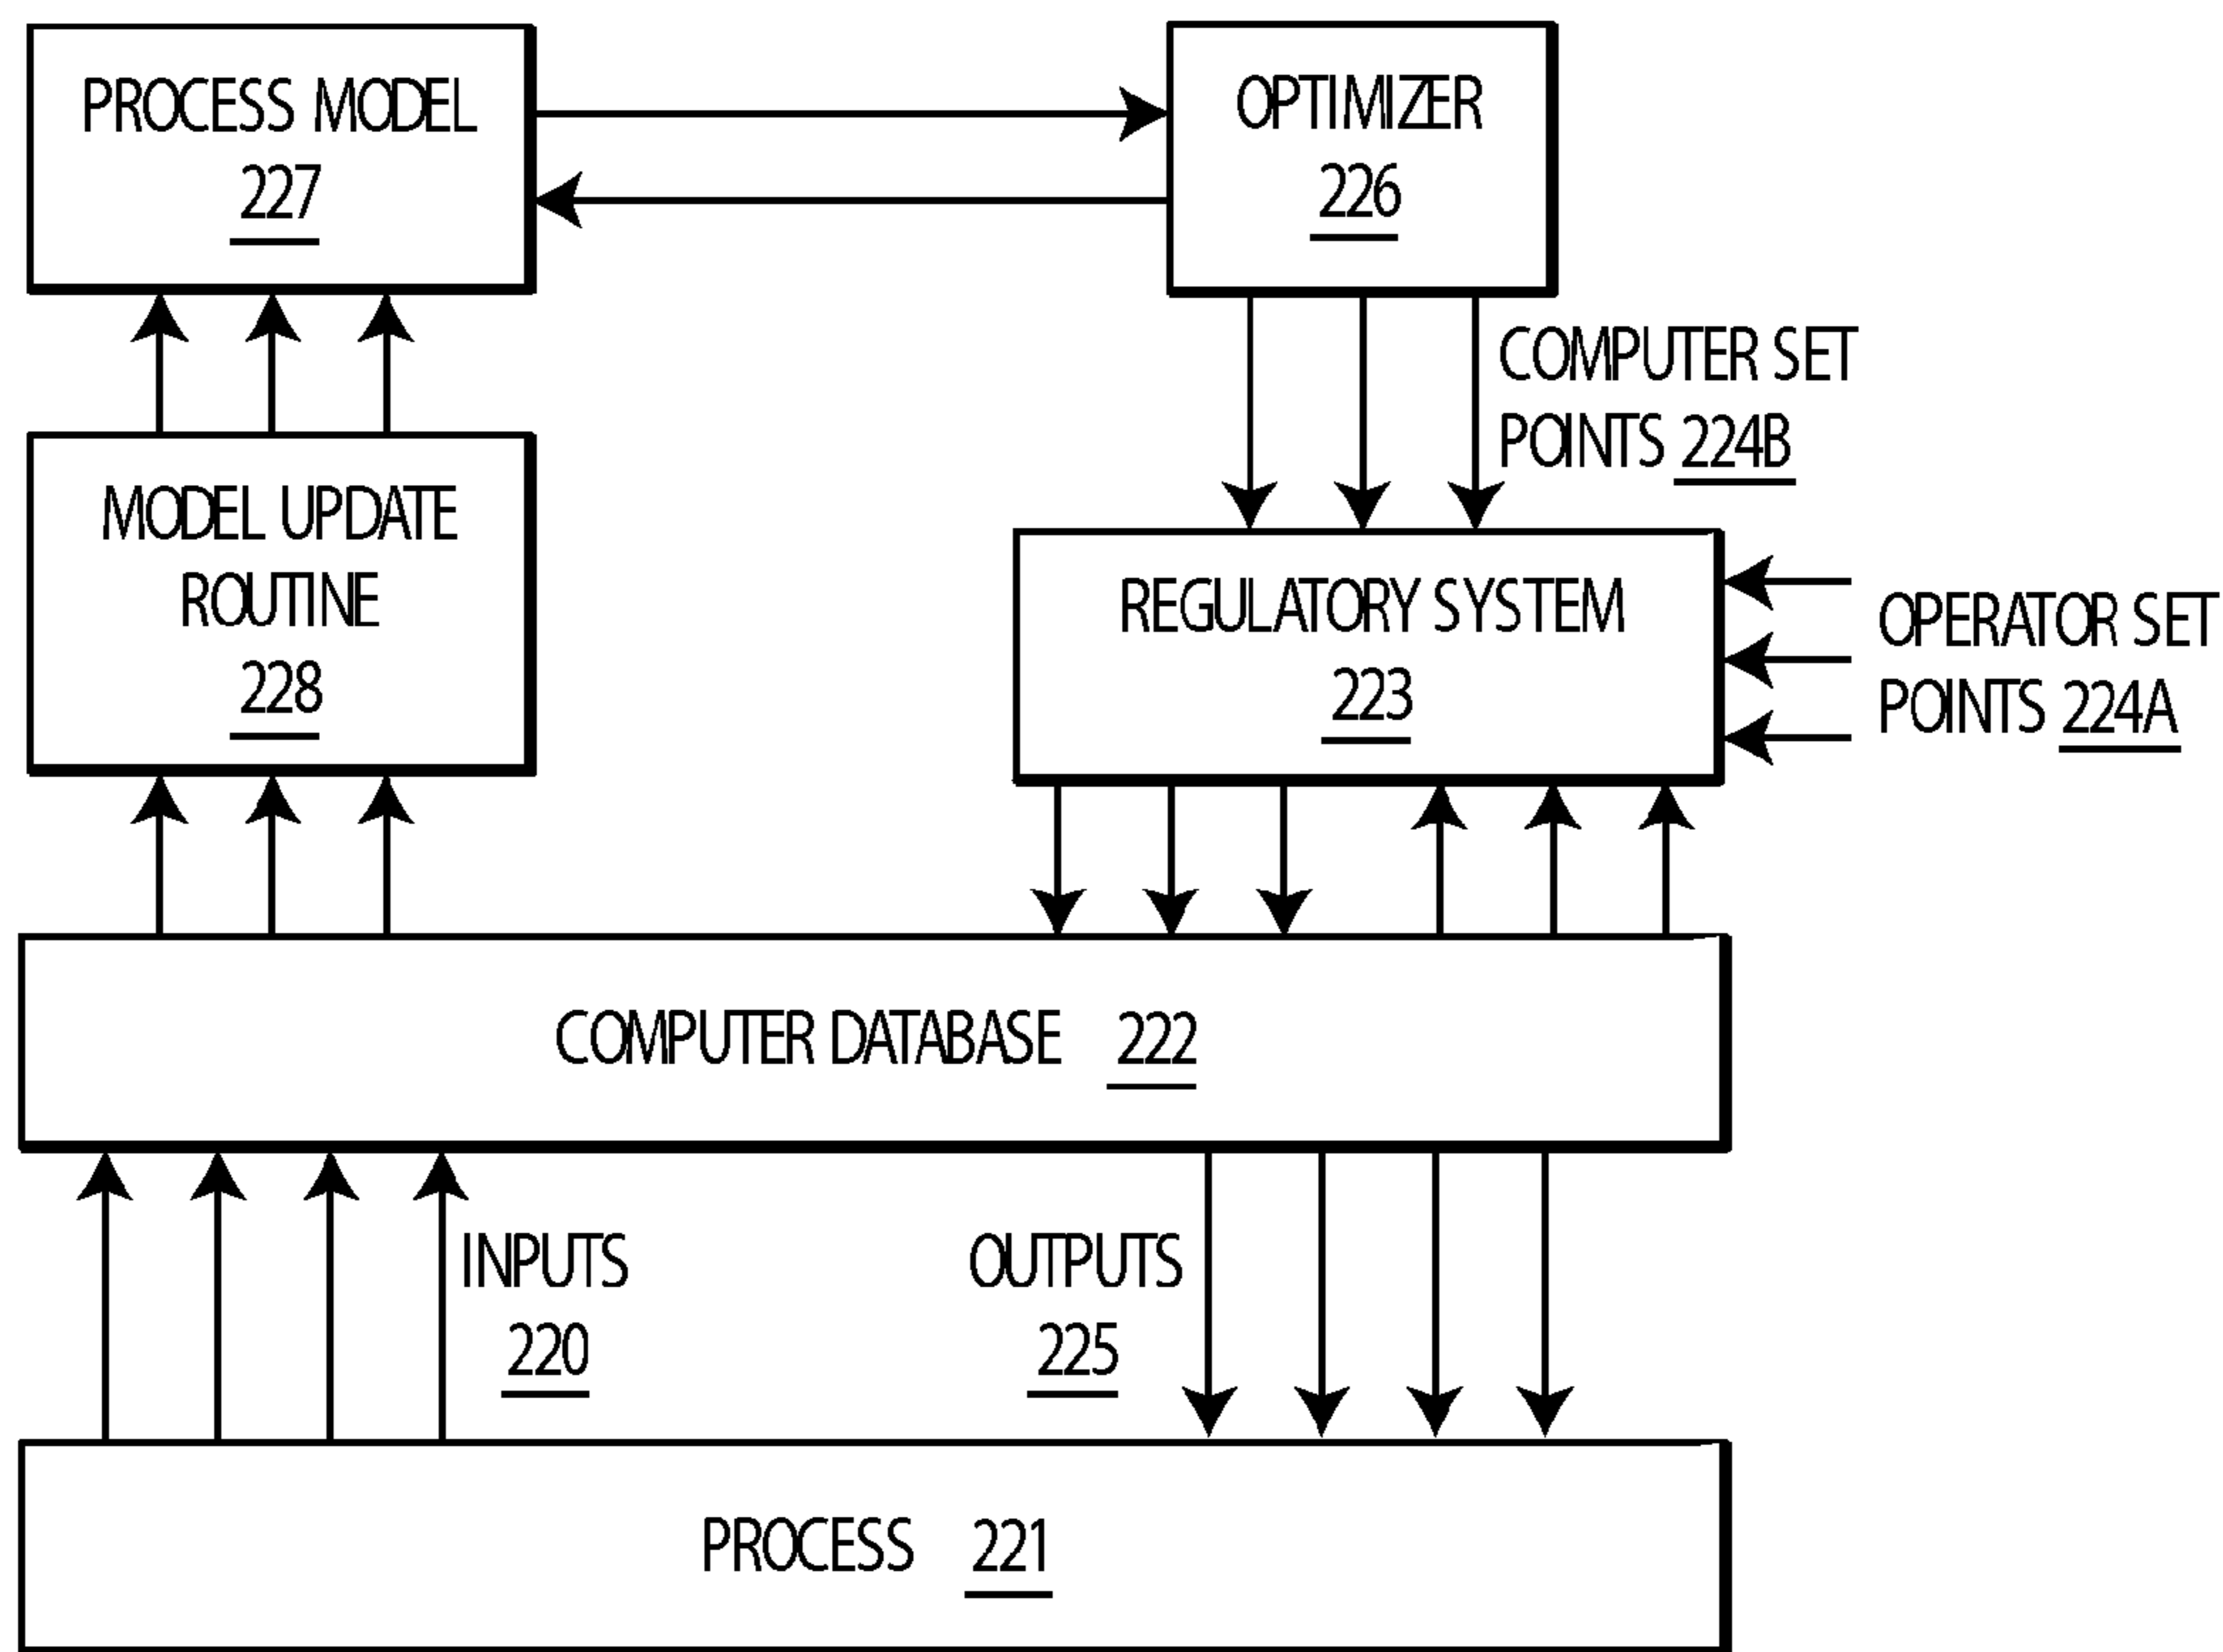 PROCESS MODEL
227
OPTIMIZER
226
COMPUTER SET
POINTS 224B
MODEL UPDATE
ROUTINE
228
REGULATORY SYSTEM
223
OPERATOR SET
POINTS 224A
COMPUTER DATABASE 222
INPUTS
220
OUTPUTS
225
PROCESS 221